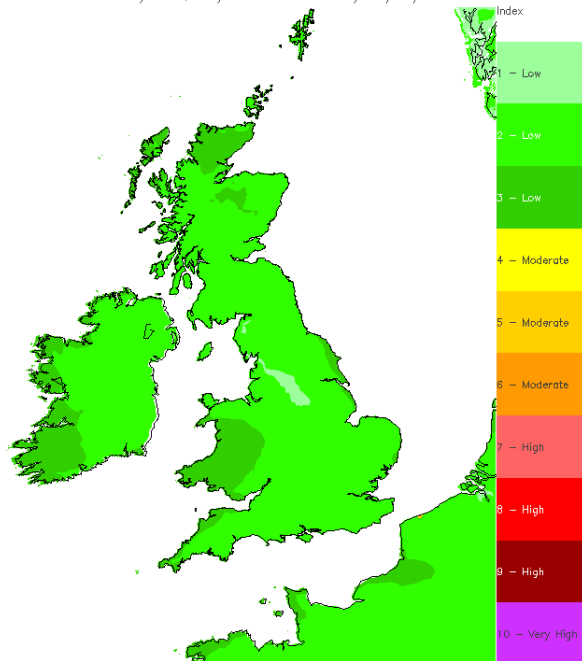 Index
1 - Low
2 - Low
3 - Low
4 - Moderate
5 - Moderate
6 - Moderate
7 - High
8 - High
9 - High
10 - Very High